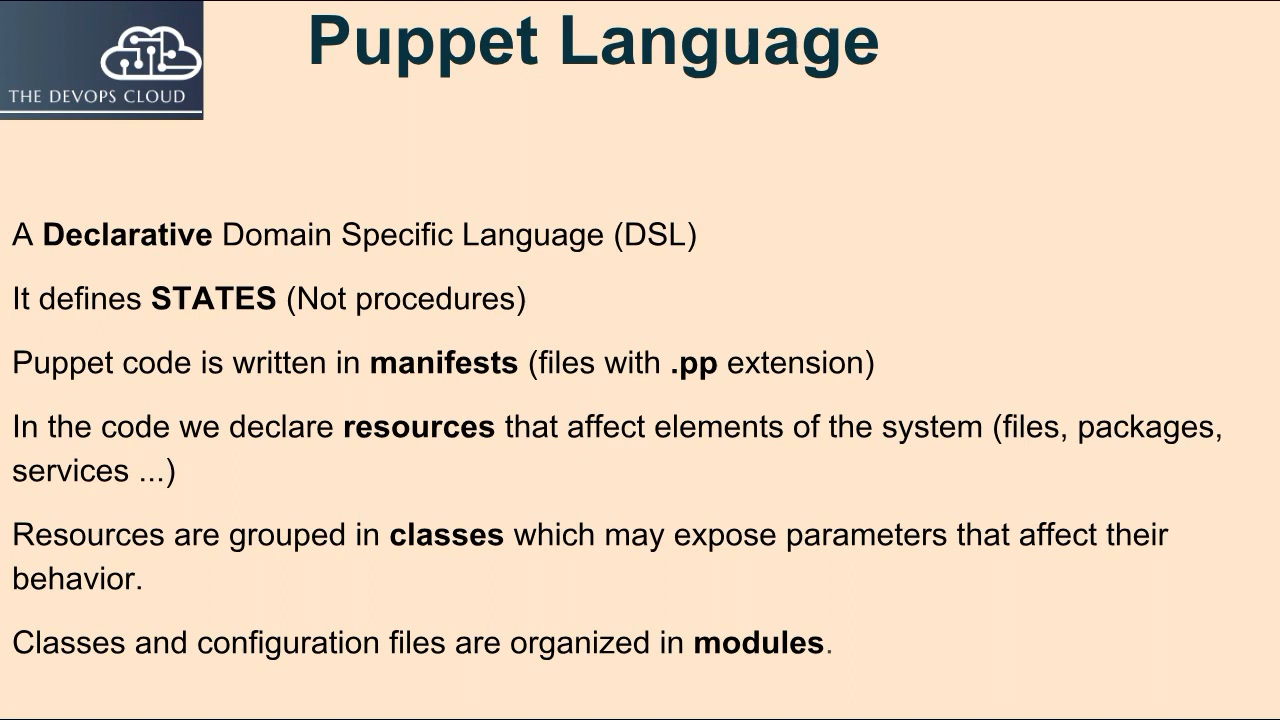 THE DEVOPS CLOUD
Puppet Language
A Declarative Domain Specific Language (DSL)
It defines STATES (Not procedures)
Puppet code is written in manifests (files with .pp extension)
In the code we declare resources that affect elements of the system (files, packages,
services ...)
Resources are grouped in classes which may expose parameters that affect their
behavior.
Classes and configuration files are organized in modules.